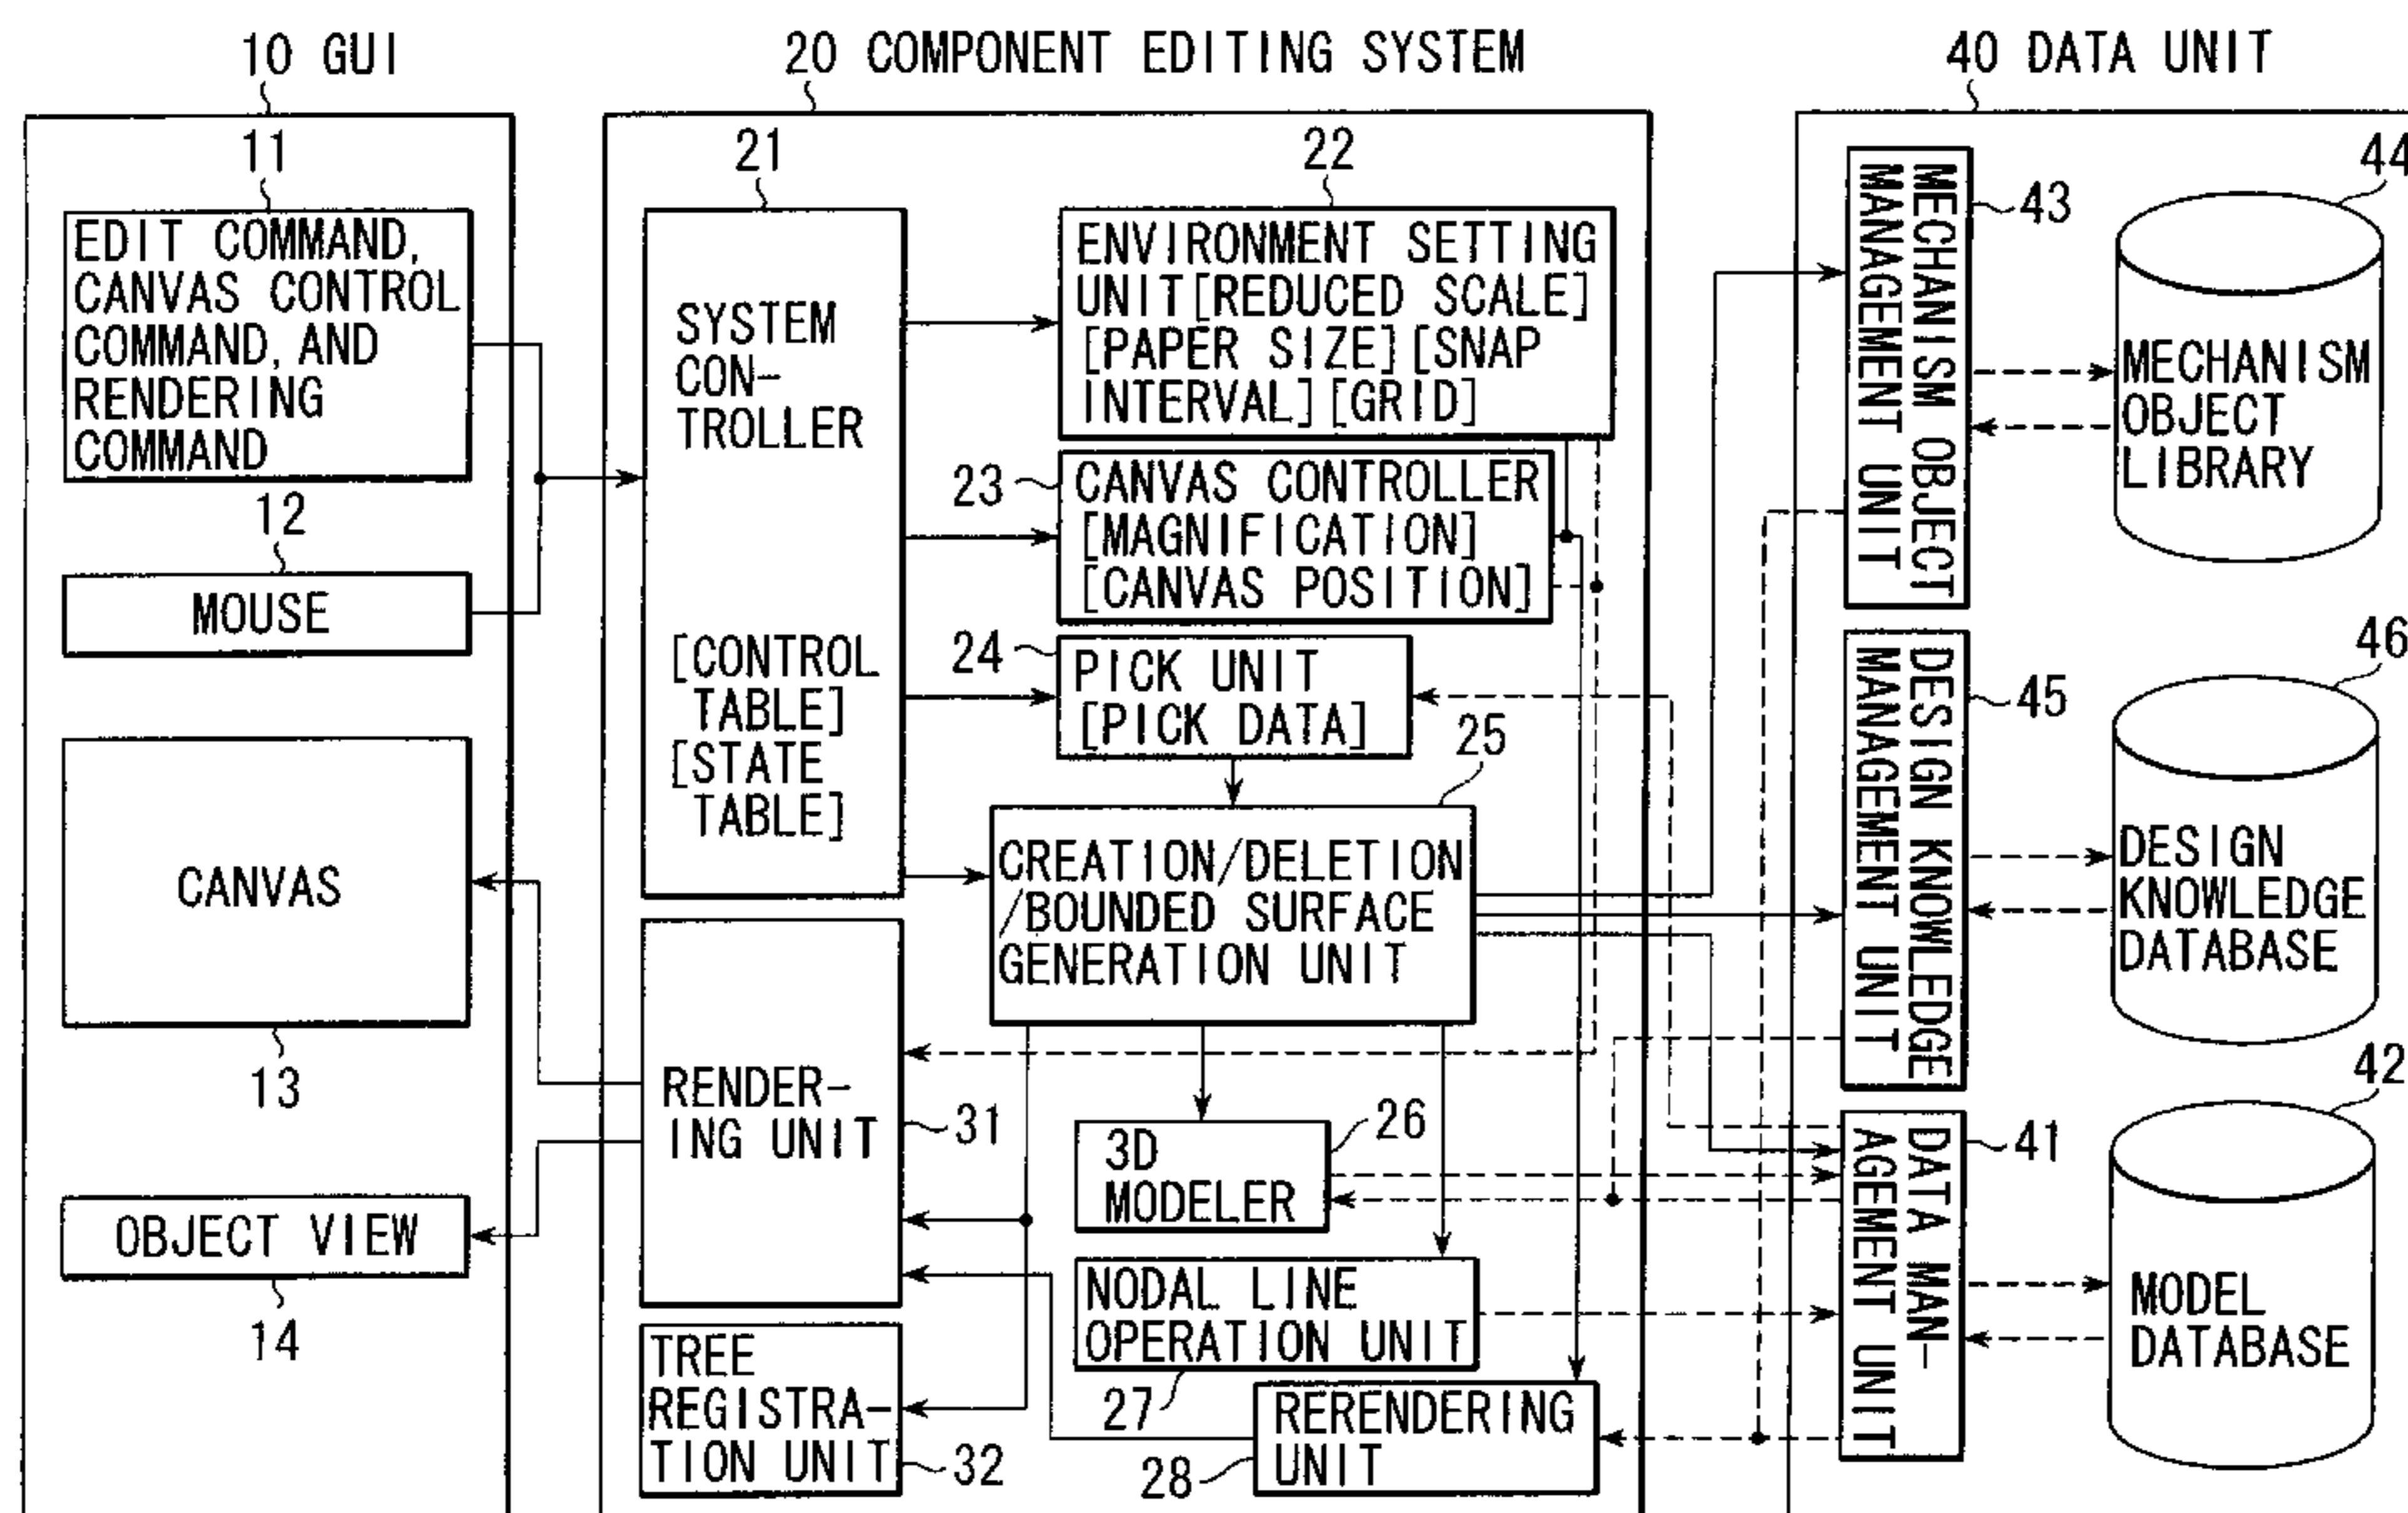 10 GUI
11
EDIT COMMAND,
CANVAS CONTROL
COMMAND, AND
RENDERING
COMMAND
12
MOUSE
CANVAS
13
OBJECT VIEW
14
20 COMPONENT EDITING SYSTEM
21
SYSTEM
CON-
TROLLER
[CONTROL
TABLE]
[STATE
TABLE]
22
ENVIRONMENT SETTING
UNIT[REDUCED SCALE]
[PAPER SIZE][SNAP
INTERVAL][GRID]
23
CANVAS CONTROLLER
[MAGNIFICATION]
[CANVAS POSITION]
24
PICK UNIT
[PICK DATA]
25
CREATION/DELETION
/BOUNDED SURFACE
GENERATION UNIT
RENDER-
ING UNIT
31
26
3D
MODELER
NODAL LINE
OPERATION UNIT
27
TREE
REGISTRA-
TION UNIT
32
RERENDERING
UNIT
28
40 DATA UNIT
MECHANISM OBJECT
MANAGEMENT UNIT
43
44
MECHANISM
OBJECT
LIBRARY
DESIGN KNOWLEDGE
MANAGEMENT UNIT
45
46
DESIGN
KNOWLEDGE
DATABASE
DATA MAN-
AGEMENT UNIT
41
42
MODEL
DATABASE